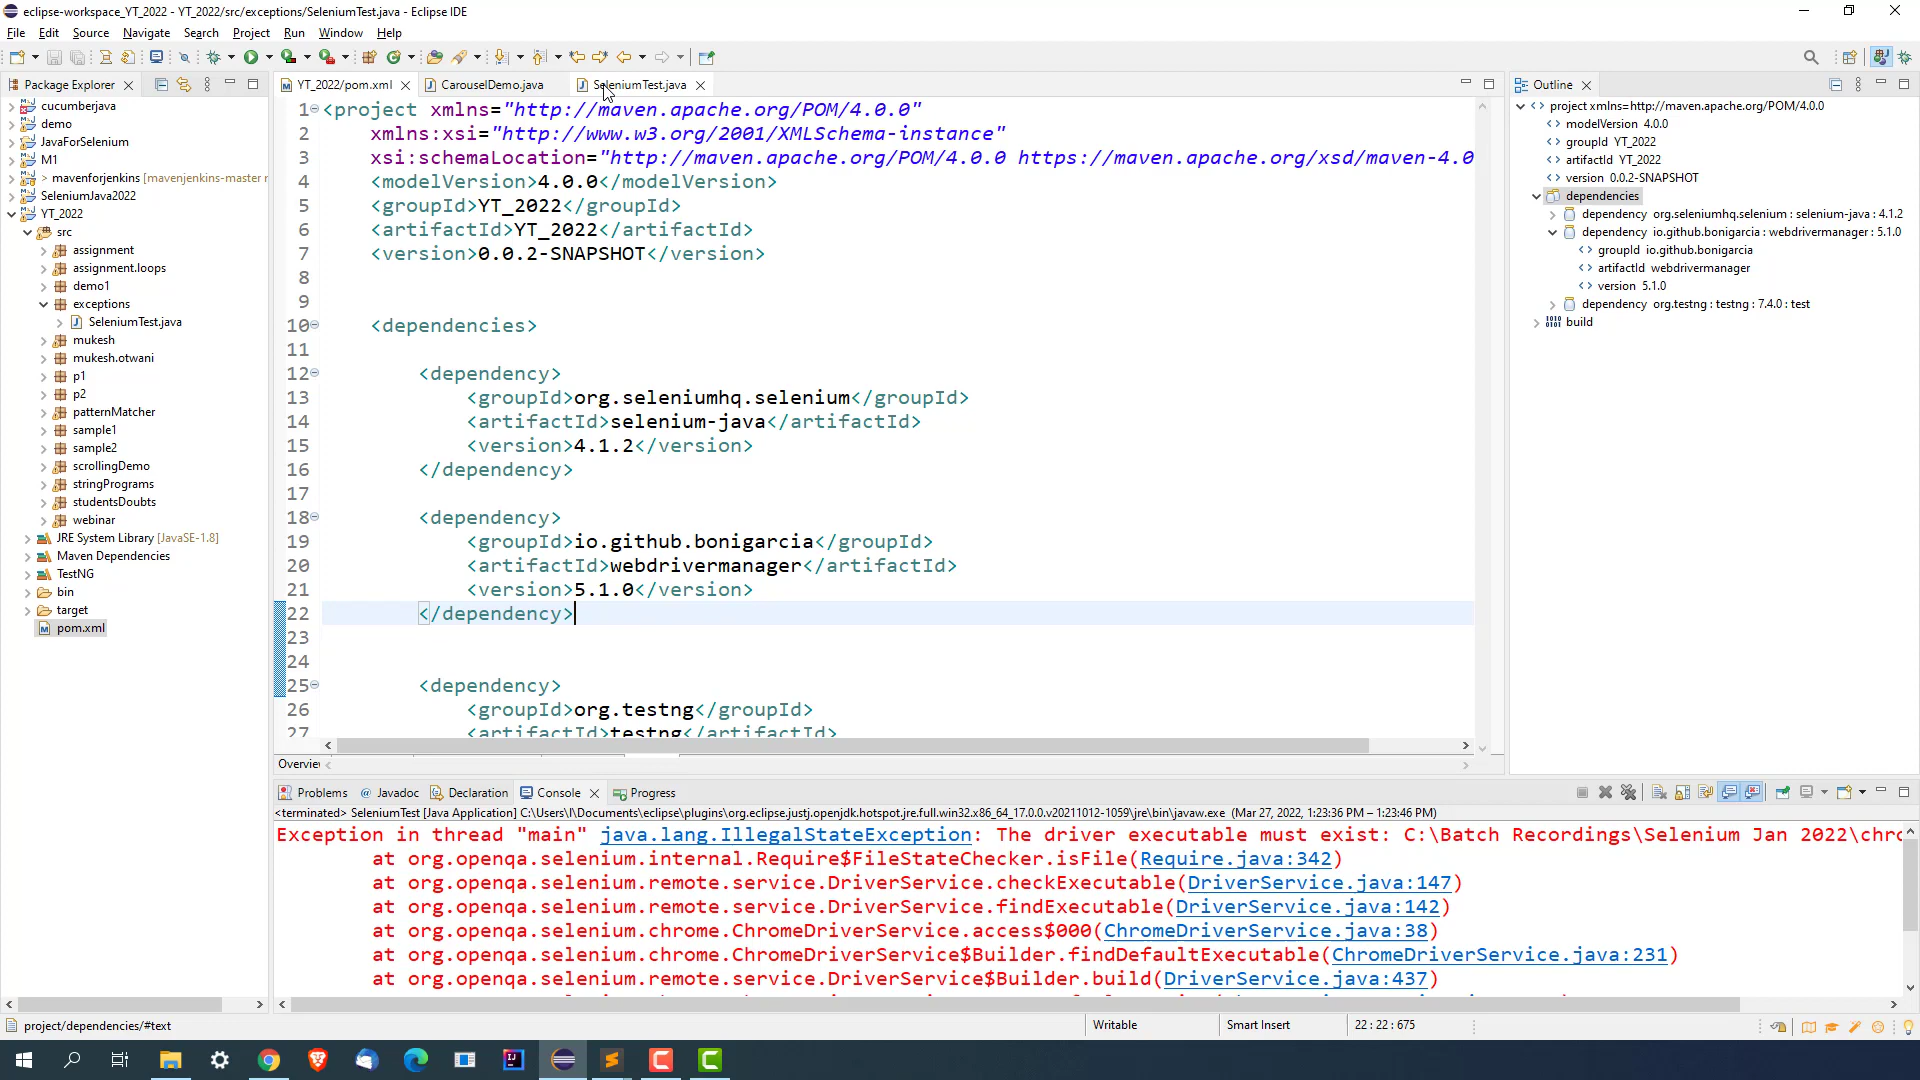 eclipse-workspace_YT_2022 - YT_2022/src/exceptions/SeleniumTest.java - Eclipse IDE
File Edit Source Navigate Search Project Run Window Help
Package Explorer
cucumberjava
demo
JavaForSelenium
M1
> mavenforjenkins [mavenjenkins-master
SeleniumJava2022
YT_2022
src
assignment
assignment.loops
demo1
exceptions
SeleniumTest.java
mukesh
mukesh.otwani
p1
p2
patternMatcher
sample1
sample2
scrollingDemo
stringPrograms
studentsDoubts
webinar
JRE System Library [JavaSE-1.8]
Maven Dependencies
TestNG
bin
target
pom.xml
YT_2022/pom.xml CarouselDemo.java SeleniumTest.java
1 <project xmlns="http://maven.apache.org/POM/4.0.0"
2 xmlns:xsi="http://www.w3.org/2001/XMLSchema-instance"
3 xsi:schemaLocation="http://maven.apache.org/POM/4.0.0 https://maven.apache.org/xsd/maven-4.0
4 <modelVersion>4.0.0</modelVersion>
5 <groupId>YT_2022</groupId>
6 <artifactId>YT_2022</artifactId>
7 <version>0.0.2-SNAPSHOT</version>
8
9
10 <dependencies>
11
12 <dependency>
13 <groupId>org.seleniumhq.selenium</groupId>
14 <artifactId>selenium-java</artifactId>
15 <version>4.1.2</version>
16 </dependency>
17
18 <dependency>
19 <groupId>io.github.bonigarcia</groupId>
20 <artifactId>webdrivermanager</artifactId>
21 <version>5.1.0</version>
22 </dependency>
23
24
25 <dependency>
26 <groupId>org.testng</groupId>
27 <artifactId>testng</artifactId>
Overvie
Outline
project xmlns=http://maven.apache.org/POM/4.0.0
modelVersion 4.0.0
groupId YT_2022
artifactId YT_2022
version 0.0.2-SNAPSHOT
dependencies
dependency org.seleniumhq.selenium : selenium-java : 4.1.2
dependency io.github.bonigarcia : webdrivermanager : 5.1.0
groupId io.github.bonigarcia
artifactId webdrivermanager
version 5.1.0
dependency org.testng : testng : 7.4.0 : test
build
Problems Javadoc Declaration Console Progress
<terminated> SeleniumTest [Java Application] C:\Users\I\Documents\eclipse\plugins\org.eclipse.justj.openjdk.hotspot.jre.full.win32.x86_64_17.0.0.v20211012-1059\jre\bin\javaw.exe (Mar 27, 2022, 1:23:36 PM – 1:23:46 PM)
Exception in thread "main" java.lang.IllegalStateException: The driver executable must exist: C:\Batch Recordings\Selenium Jan 2022\chro
at org.openqa.selenium.internal.Require$FileStateChecker.isFile(Require.java:342)
at org.openqa.selenium.remote.service.DriverService.checkExecutable(DriverService.java:147)
at org.openqa.selenium.remote.service.DriverService.findExecutable(DriverService.java:142)
at org.openqa.selenium.chrome.ChromeDriverService.access$000(ChromeDriverService.java:38)
at org.openqa.selenium.chrome.ChromeDriverService$Builder.findDefaultExecutable(ChromeDriverService.java:231)
at org.openqa.selenium.remote.service.DriverService$Builder.build(DriverService.java:437)
project/dependencies/#text
Writable Smart Insert 22 : 22 : 675